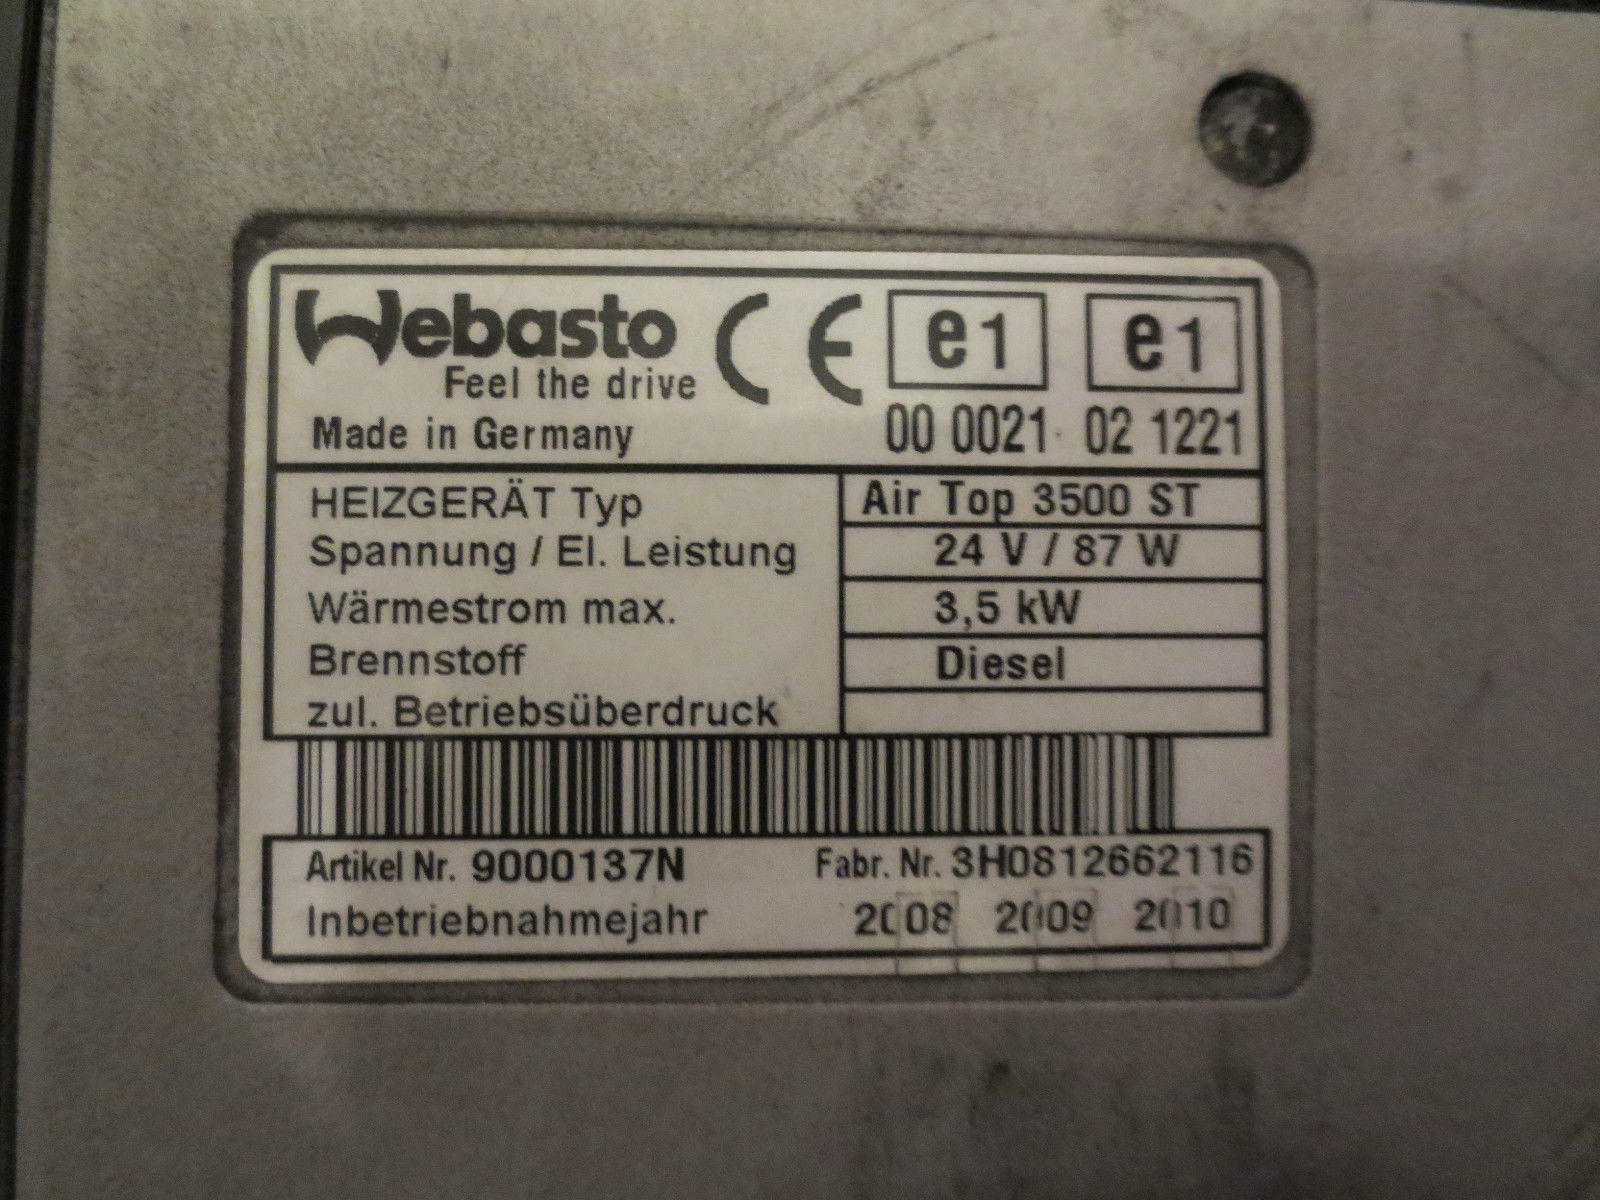 Webasto CE e1 e1
Feel the drive
Made in Germany 00 0021 02 1221
HEIZGERÄT Typ Air Top 3500 ST
Spannung / El. Leistung 24 V / 87 W
Wärmestrom max. 3,5 kW
Brennstoff Diesel
zul. Betriebsüberdruck
Artikel Nr. 9000137N Fabr. Nr. 3H0812662116
Inbetriebnahmejahr 2008 2009 2010